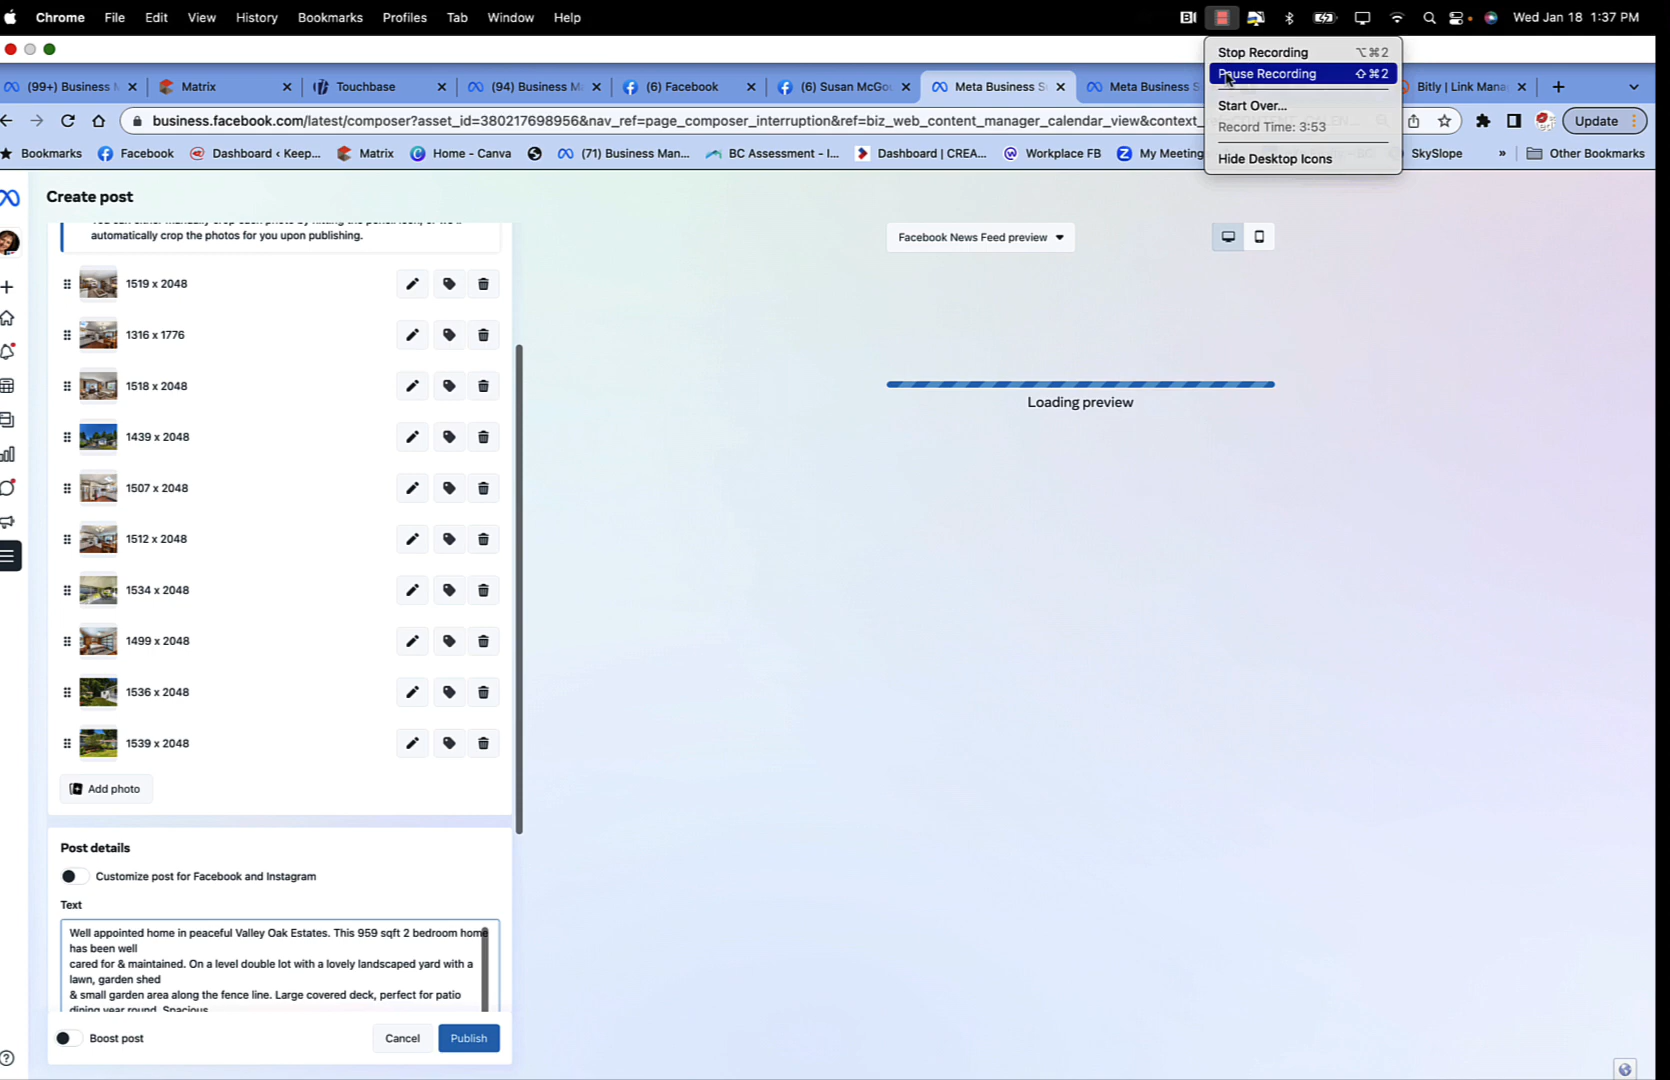 Chrome File Edit View History Bookmarks Profiles Tab Window Help Wed Jan 18 1:37 PM
Stop Recording ⌥⌘2
Pause Recording ⇧⌘2
Start Over...
Record Time: 3:53
Hide Desktop Icons
(99+) Business M Matrix Touchbase (94) Business M (6) Facebook (6) Susan McGo Meta Business S Meta Business S Bitly | Link Mana
business.facebook.com/latest/composer?asset_id=380217698956&nav_ref=page_composer_interruption&ref=biz_web_content_manager_calendar_view&context_ Update
Bookmarks Facebook Dashboard ‹ Keep... Matrix Home - Canva (71) Business Man... BC Assessment - I... Dashboard | CREA... Workplace FB My Meeting SkySlope » Other Bookmarks
Create post
automatically crop the photos for you upon publishing.
1519 x 2048
1316 x 1776
1518 x 2048
1439 x 2048
1507 x 2048
1512 x 2048
1534 x 2048
1499 x 2048
1536 x 2048
1539 x 2048
Add photo
Post details
Customize post for Facebook and Instagram
Text
Well appointed home in peaceful Valley Oak Estates. This 959 sqft 2 bedroom home
has been well
cared for & maintained. On a level double lot with a lovely landscaped yard with a
lawn, garden shed
& small garden area along the fence line. Large covered deck, perfect for patio
dining year round. Spacious
Boost post Cancel Publish
Facebook News Feed preview
Loading preview